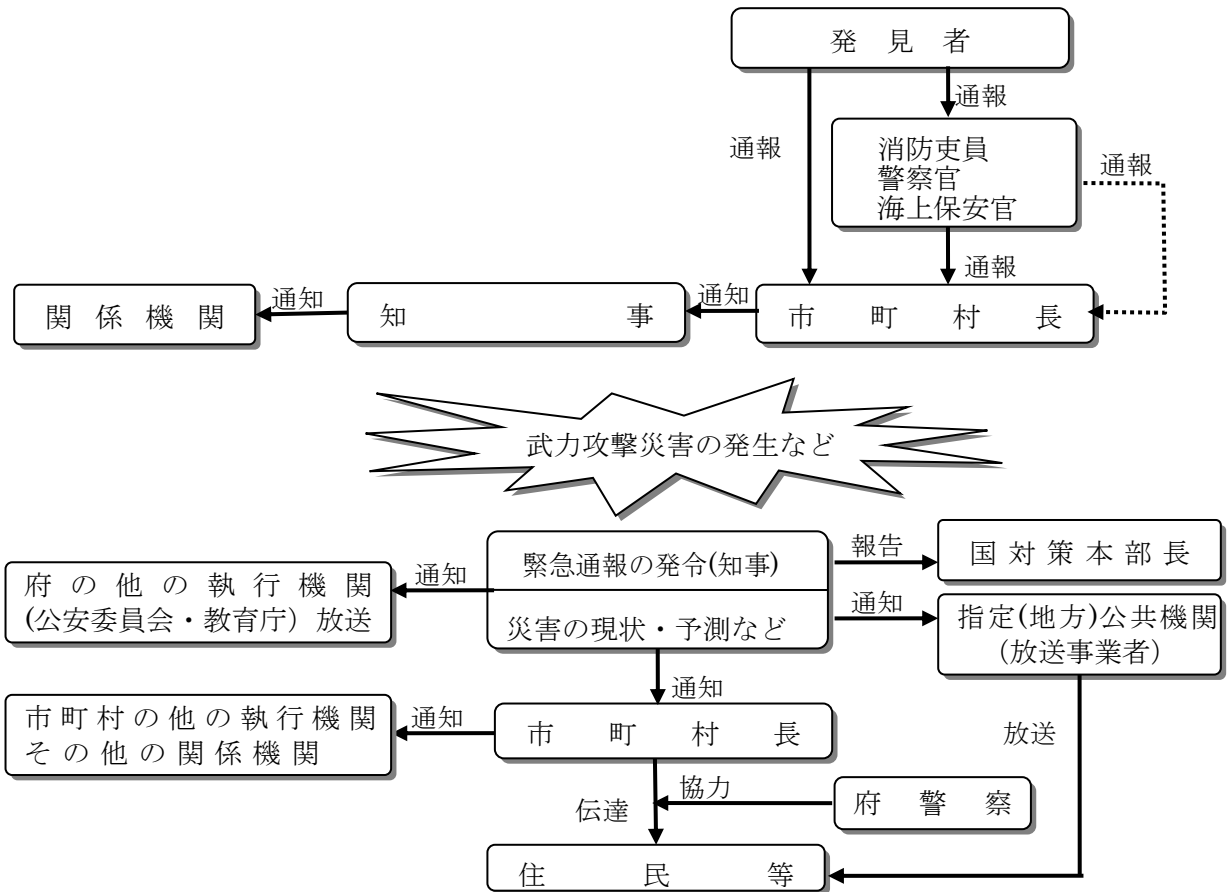 発見者
通報
通報
消防吏員
警察官
海上保安官
通報
通報
関係機関
通知
知事
通知
市町村長
武力攻撃災害の発生など
緊急通報の発令(知事)
災害の現状・予測など
報告
国対策本部長
通知
府の他の執行機関
(公安委員会・教育庁）放送
通知
指定(地方)公共機関
（放送事業者）
通知
市町村の他の執行機関
その他の関係機関
通知
市町村長
放送
協力
府警察
伝達
住民等